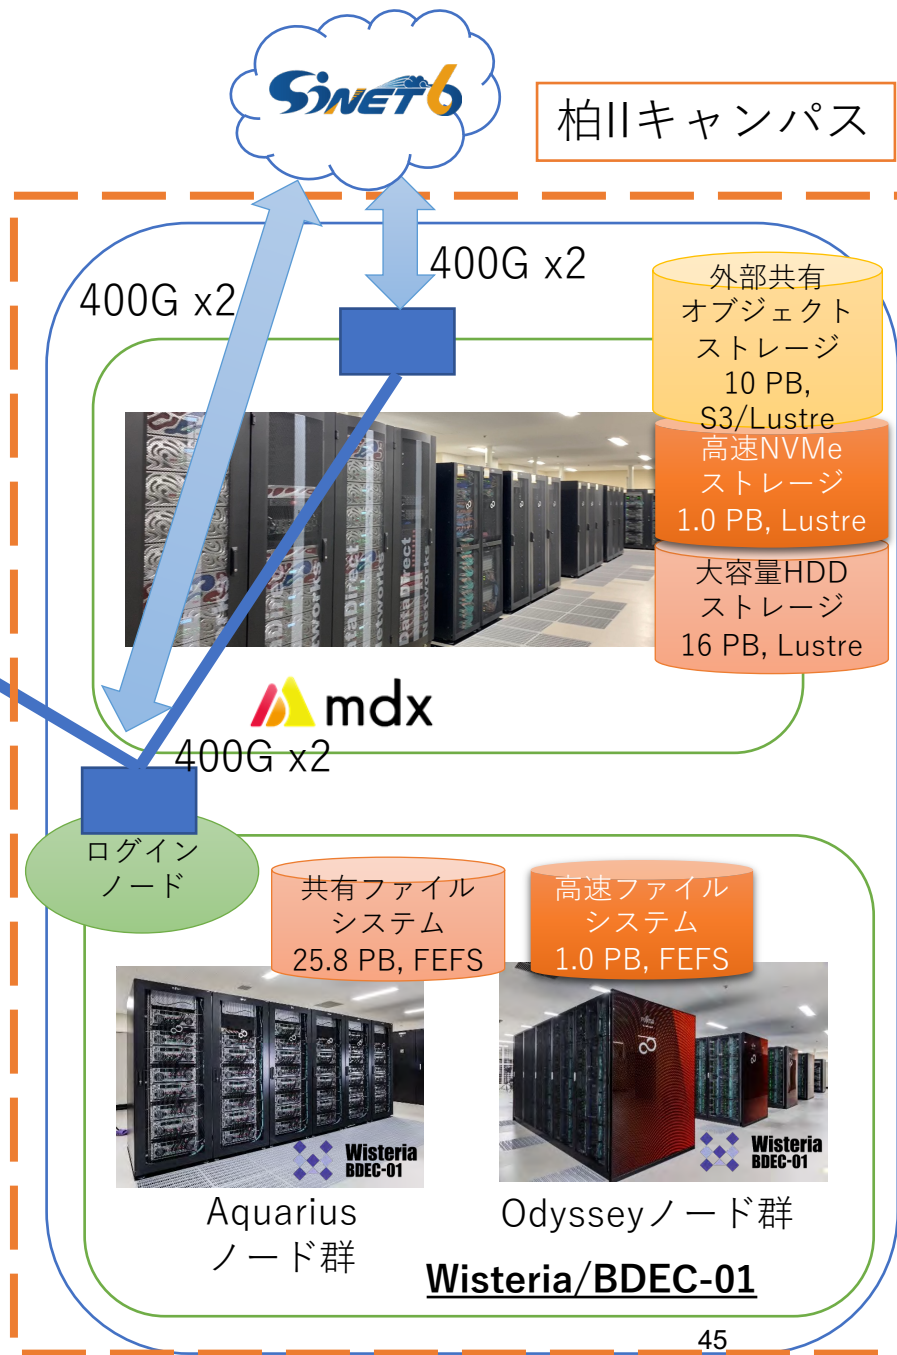 SINET6
柏IIキャンパス
400G x2
400G x2
外部共有
オブジェクト
ストレージ
10 PB,
S3/Lustre
高速NVMe
ストレージ
1.0 PB, Lustre
大容量HDD
ストレージ
16 PB, Lustre
DataDirect
Networks
DataDirect
Networks
DataDirect
Networks
mdx
400G x2
ログイン
ノード
共有ファイル
システム
25.8 PB, FEFS
高速ファイル
システム
1.0 PB, FEFS
Wisteria
BDEC-01
Wisteria
BDEC-01
Aquarius
ノード群
Odysseyノード群
Wisteria/BDEC-01
45